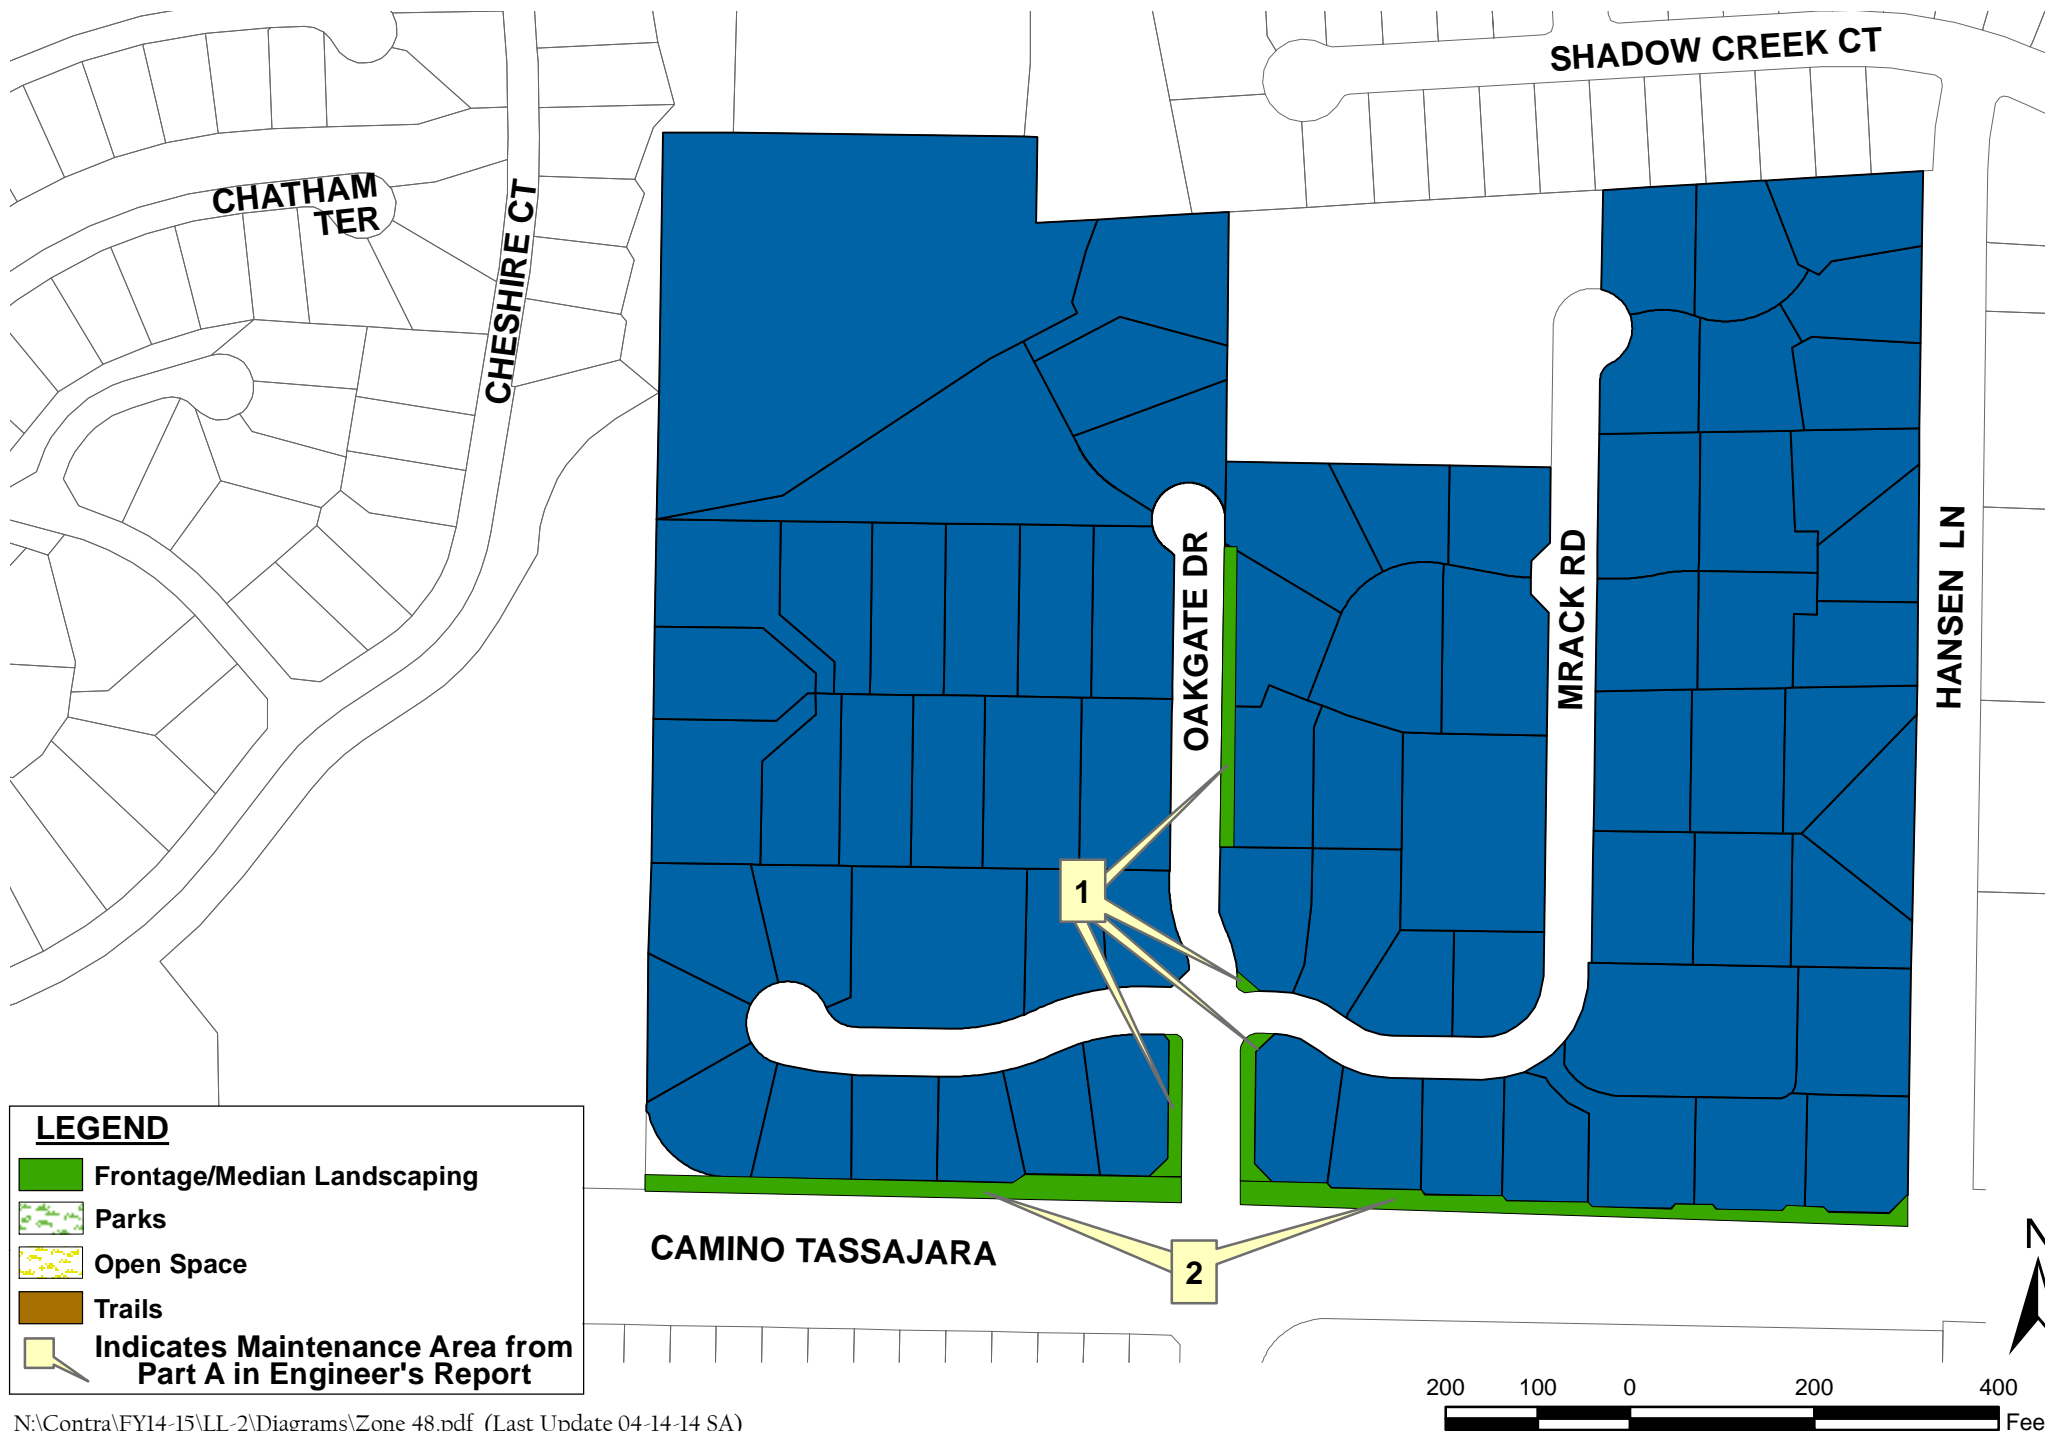 SHADOW CREEK CT
CHATHAM
TER
CHESHIRE CT
OAKGATE DR
MRACK RD
HANSEN LN
1
2
CAMINO TASSAJARA
LEGEND
Frontage/Median Landscaping
Parks
Open Space
Trails
Indicates Maintenance Area from
Part A in Engineer's Report
N
200 100 0 200 400
Fee
N:\Contra\FY14-15\LL-2\Diagrams\Zone 48.pdf (Last Update 04-14-14 SA)